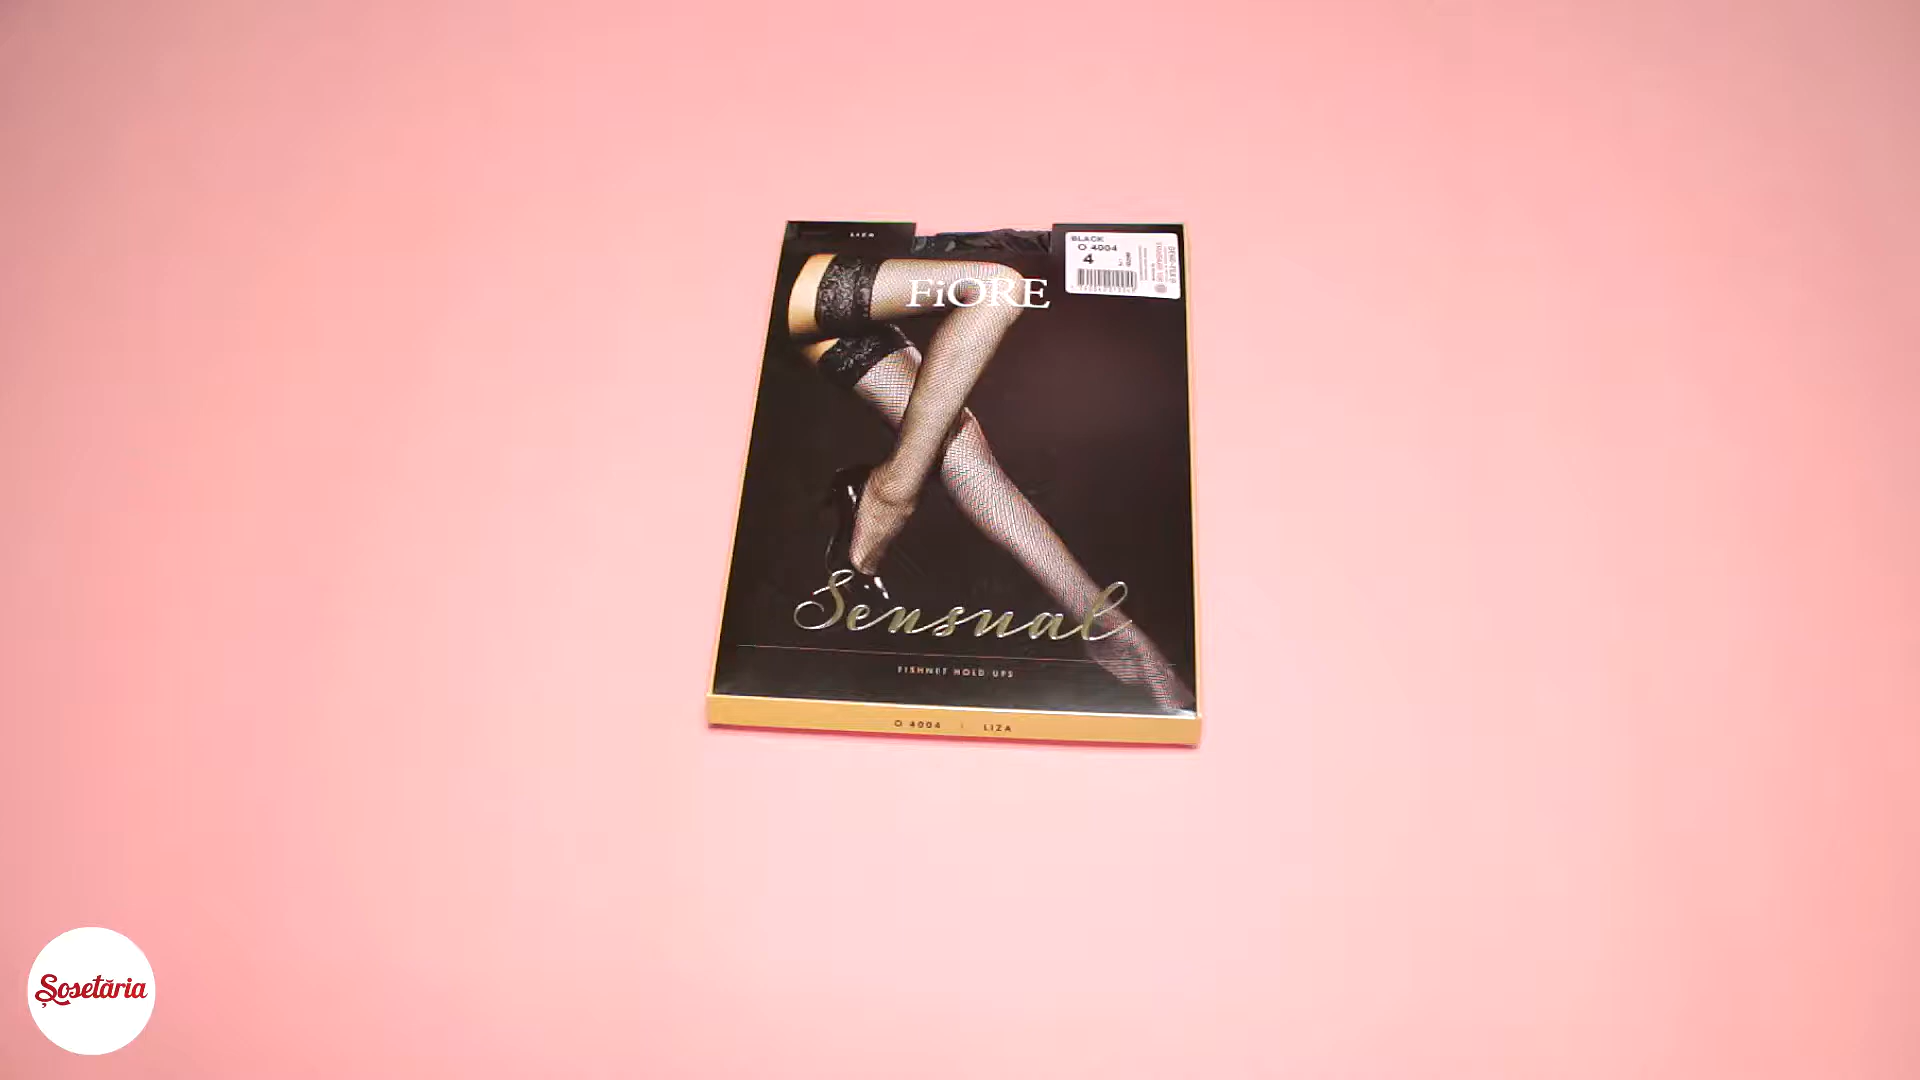 LIZA
BLACK
O 4004
4
FiORE
Sensual
FISHNET HOLD UPS
O 4004 | LIZA
Șosetăria